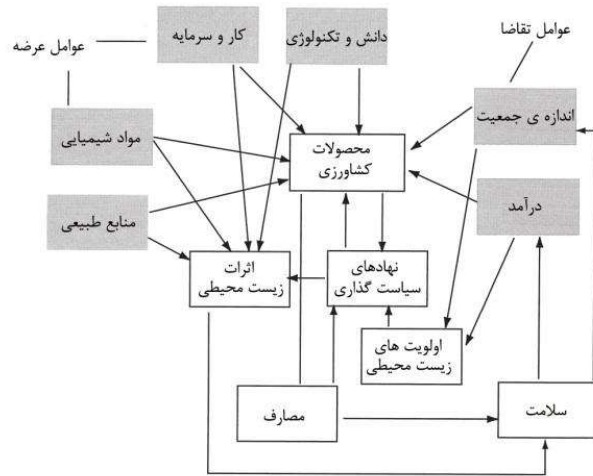 عوامل تقاضا
دانش و تکنولوژی
کار و سرمایه
عوامل عرضه
اندازه ی جمعیت
مواد شیمیایی
محصولات
کشاورزی
درآمد
منابع طبیعی
نهادهای
سیاست گذاری
اثرات
زیست محیطی
اولویت های
زیست محیطی
سلامت
مصارف